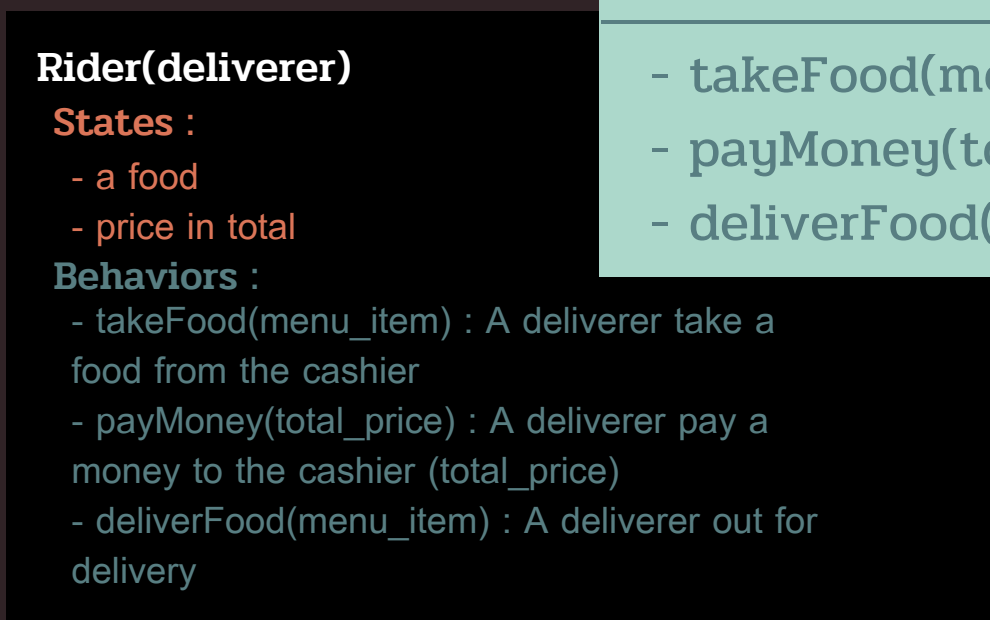 Rider(deliverer)
States :
- a food
- price in total
Behaviors :
- takeFood(menu_item) : A deliverer take a
food from the cashier
- payMoney(total_price) : A deliverer pay a
money to the cashier (total_price)
- deliverFood(menu_item) : A deliverer out for
delivery
- takeFood(
- payMoney(
- deliverFood(